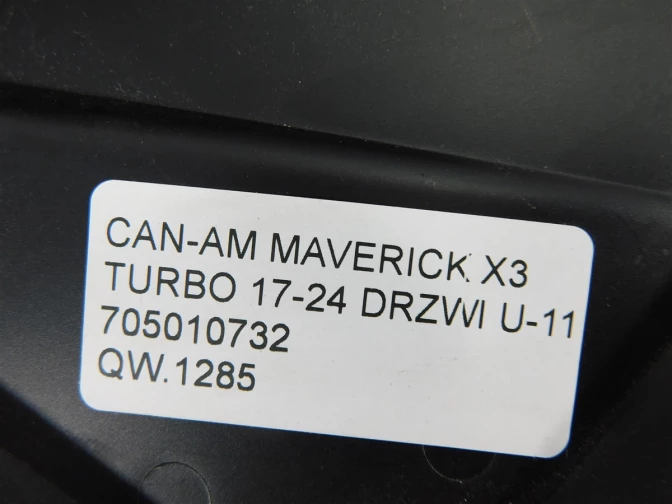 CAN-AM MAVERICK X3
TURBO 17-24 DRZWI U-11
705010732
QW.1285